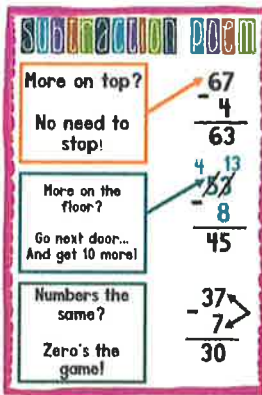 SUBTRACTION POEM
More on top?
No need to
stop!
67
- 4
63
More on the
floor?
Go next door...
And get 10 more!
4 13
- 53
8
45
Numbers the
same?
Zero's the
game!
37
- 7
30